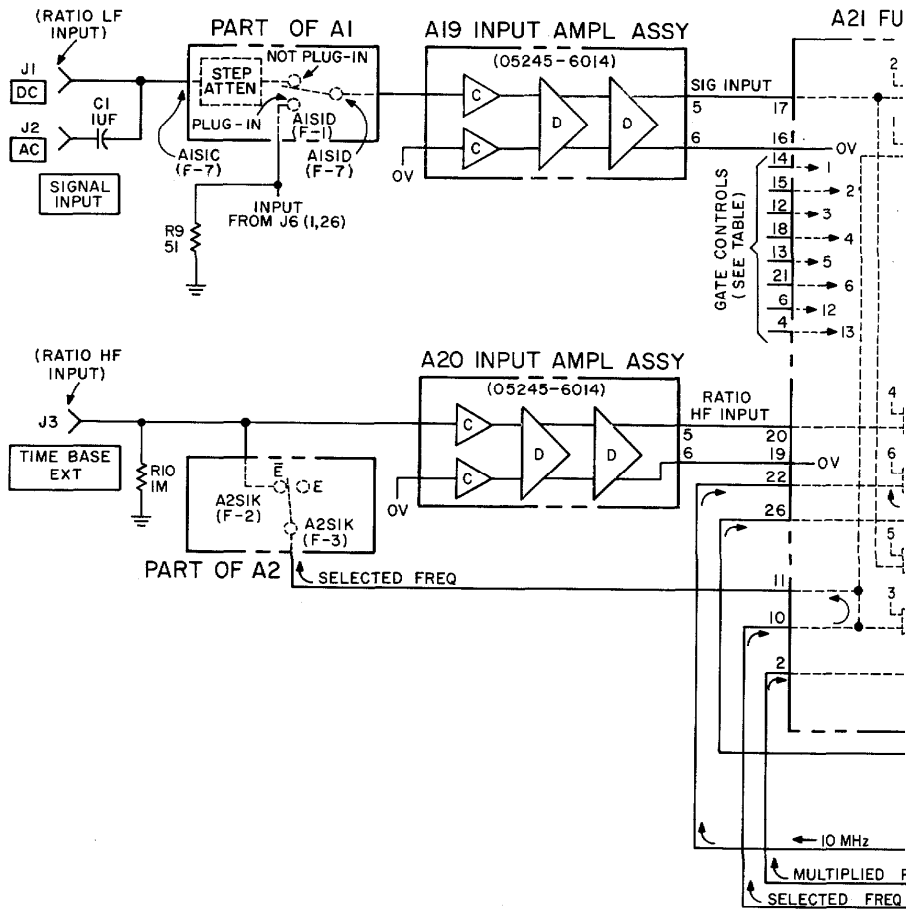 (RATIO LF
INPUT)
J1
DC
J2
AC
C1
1UF
SIGNAL
INPUT
PART OF A1
STEP
ATTEN
NOT PLUG-IN
PLUG-IN
A1S1D
(F-1)
A1S1C
(F-7)
A1S1D
(F-7)
R9
51
INPUT
FROM J6 (1,26)
A19 INPUT AMPL ASSY
(05245-6014)
C
C
D
D
0V
SIG INPUT
5
17
6
16
0V
A21 FU
2
1
GATE CONTROLS
(SEE TABLE)
14
1
15
2
12
3
18
4
13
5
21
6
6
12
4
13
(RATIO HF
INPUT)
J3
TIME BASE
EXT
R10
1M
E
E
A2S1K
(F-2)
A2S1K
(F-3)
PART OF A2
SELECTED FREQ
A20 INPUT AMPL ASSY
(05245-6014)
C
C
D
D
0V
RATIO
HF INPUT
5
20
6
19
0V
22
26
11
10
2
4
6
5
3
10 MHz
MULTIPLIED
SELECTED FREQ